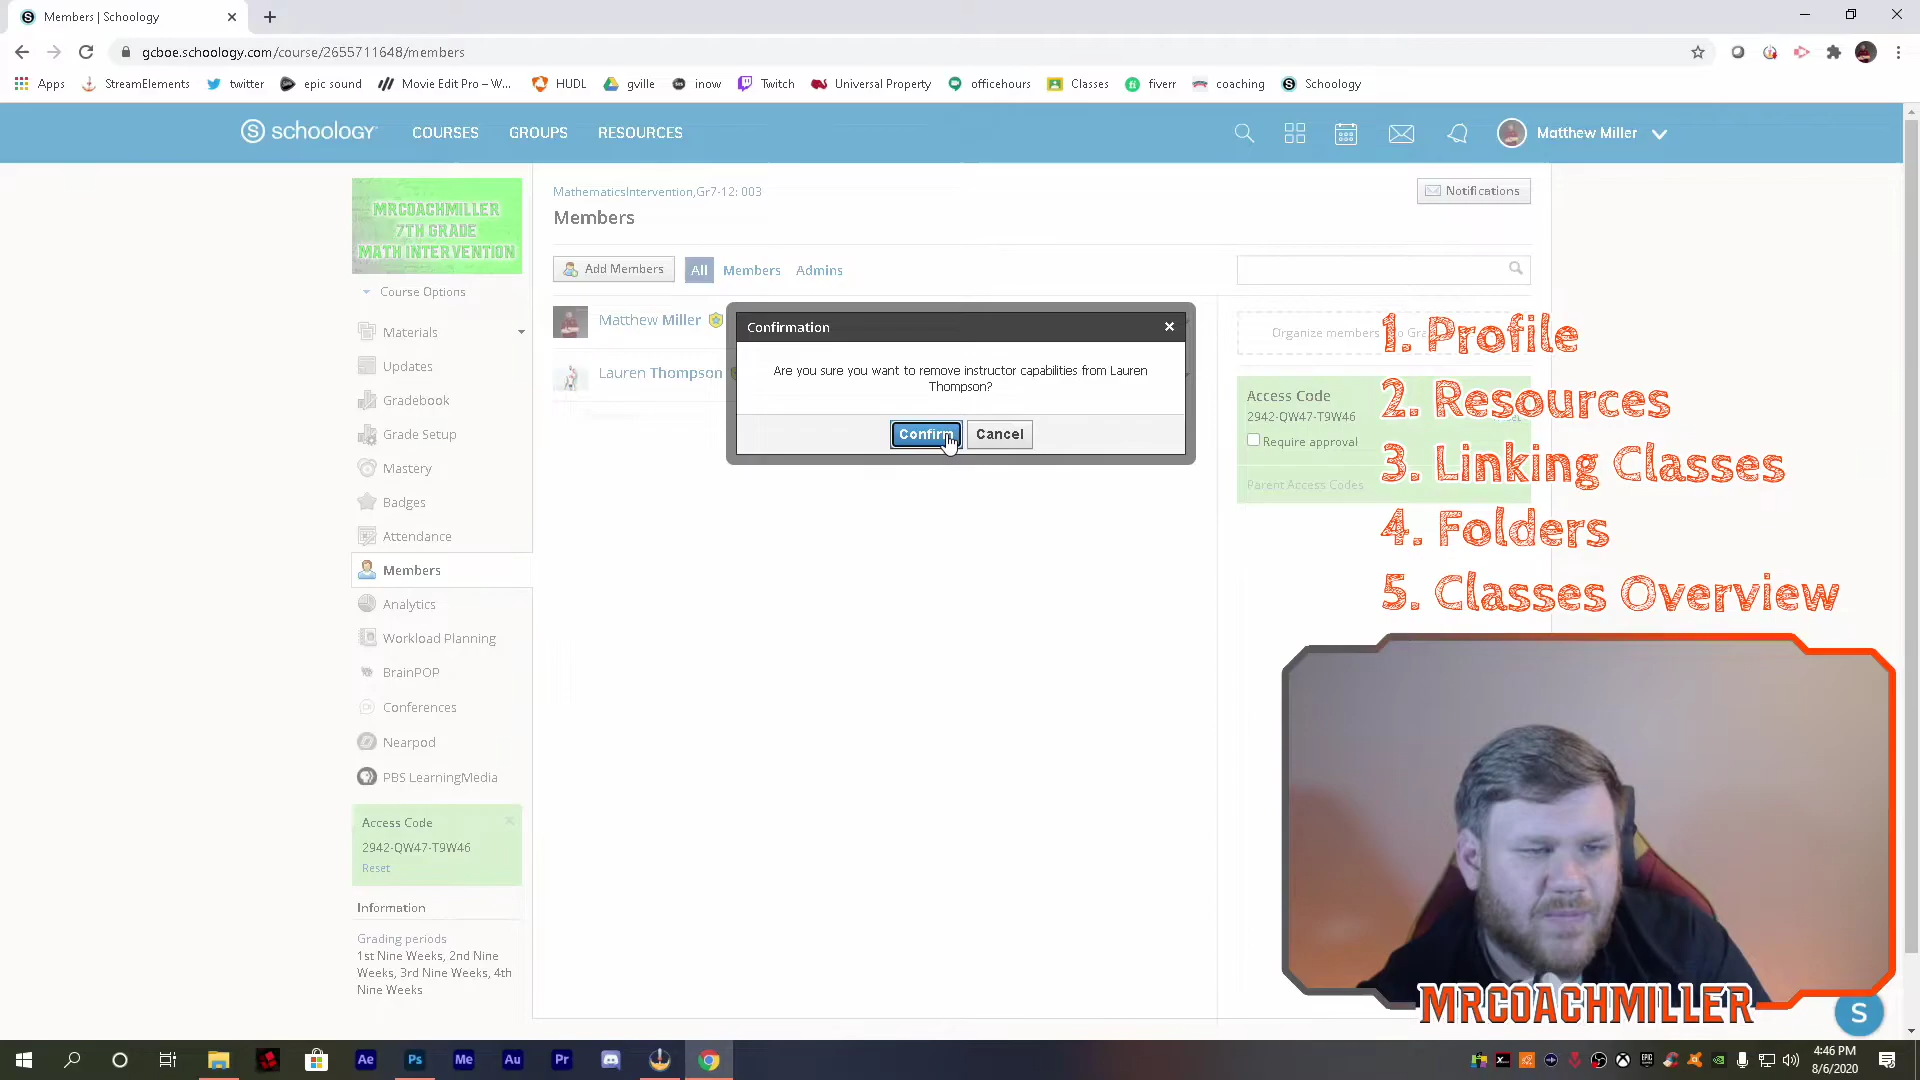 Members | Schoology
gcboe.schoology.com/course/2655711648/members
Apps StreamElements twitter epic sound Movie Edit Pro – W... HUDL gville inow Twitch Universal Property officehours Classes fiverr coaching Schoology
schoology COURSES GROUPS RESOURCES Matthew Miller
MRCOACHMILLER
7TH GRADE
MATH INTERVENTION
Course Options
Materials
Updates
Gradebook
Grade Setup
Mastery
Badges
Attendance
Members
Analytics
Workload Planning
BrainPOP
Conferences
Nearpod
PBS LearningMedia
Access Code
2942-QW47-T9W46
Reset
Information
Grading periods
1st Nine Weeks, 2nd Nine
Weeks, 3rd Nine Weeks, 4th
Nine Weeks
MathematicsIntervention,Gr7-12: 003
Notifications
Members
Add Members All Members Admins
Matthew Miller
Lauren Thompson
Confirmation
Are you sure you want to remove instructor capabilities from Lauren
Thompson?
Confirm Cancel
Organize members
Access Code
2942-QW47-T9W46
Require approval
Parent Access Codes
1. Profile
2. Resources
3. Linking Classes
4. Folders
5. Classes Overview
MRCOACHMILLER
S
Ae Ps Me Au Pr
4:46 PM
8/6/2020